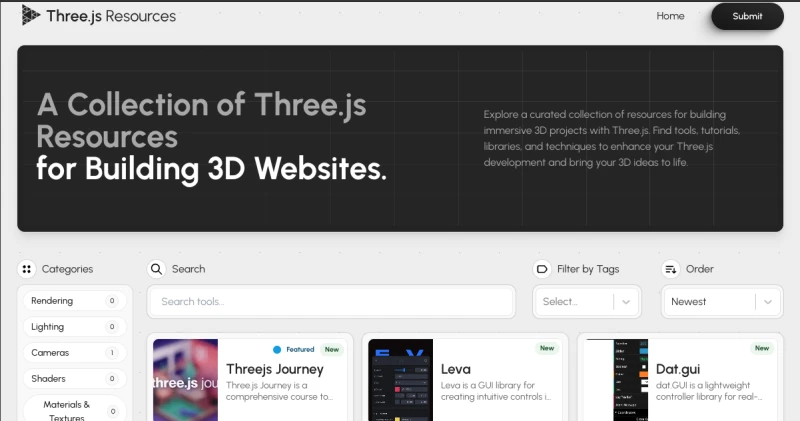 Three.js Resources
Home
Submit
A Collection of Three.js
Resources
for Building 3D Websites.
Explore a curated collection of resources for building
immersive 3D projects with Three.js. Find tools, tutorials,
libraries, and techniques to enhance your Three.js
development and bring your 3D ideas to life.
Categories
Rendering 0
Lighting 0
Cameras 1
Shaders 0
Materials &
Textures 0
Search
Search tools...
Filter by Tags
Select...
Order
Newest
three.js jou
Featured
New
Threejs Journey
Three.js Journey is a
comprehensive course to...
New
Leva
Leva is a GUI library for
creating intuitive controls i...
New
Dat.gui
dat.GUI is a lightweight
controller library for real-...